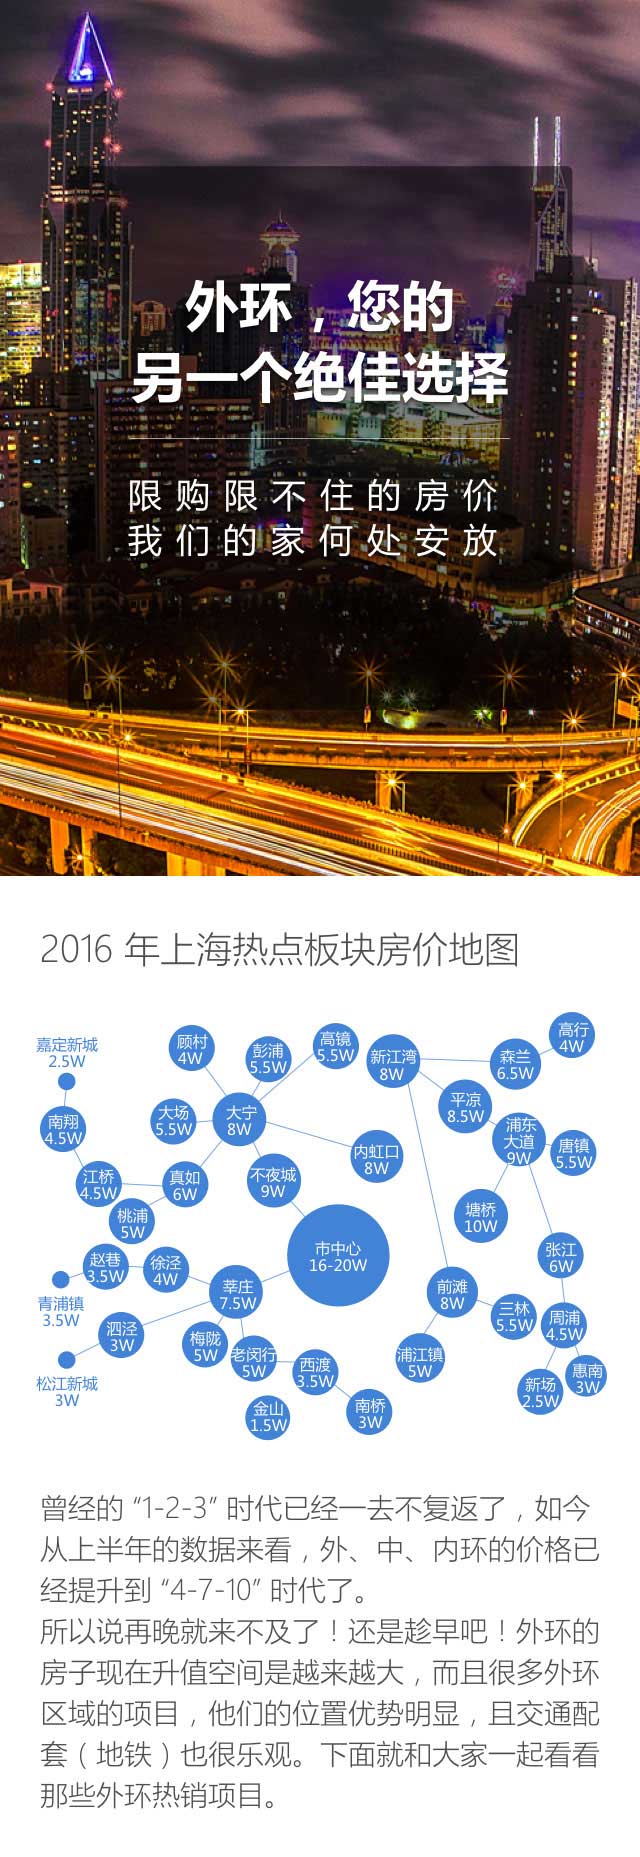 外环，您的
另一个绝佳选择
限购限不住的房价
我们的家何处安放
2016 年上海热点板块房价地图
嘉定新城
2.5W
南翔
4.5W
江桥
4.5W
桃浦
5W
真如
6W
顾村
4W
大场
5.5W
大宁
8W
彭浦
5.5W
高镜
5.5W
内虹口
8W
不夜城
9W
市中心
16-20W
新江湾
8W
森兰
6.5W
高行
4W
平凉
8.5W
浦东
大道
9W
唐镇
5.5W
塘桥
10W
张江
6W
赵巷
3.5W
徐泾
4W
青浦镇
3.5W
泗泾
3W
松江新城
3W
莘庄
7.5W
梅陇
5W
老闵行
5W
西渡
3.5W
金山
1.5W
南桥
3W
前滩
8W
浦江镇
5W
三林
5.5W
周浦
4.5W
新场
2.5W
惠南
3W
曾经的 “1-2-3” 时代已经一去不复返了，如今
从上半年的数据来看，外、中、内环的价格已
经提升到 “4-7-10” 时代了。
所以说再晚就来不及了！还是趁早吧！外环的
房子现在升值空间是越来越大，而且很多外环
区域的项目，他们的位置优势明显，且交通配
套（地铁）也很乐观。下面就和大家一起看看
那些外环热销项目。